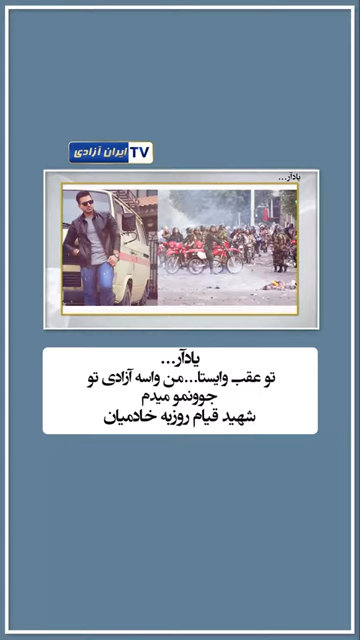 ایران آزادی TV
یادآر...
یادآر...
تو عقب وایستا...من واسه آزادی تو
جوونمو میدم
شهید قیام روزبه خادمیان